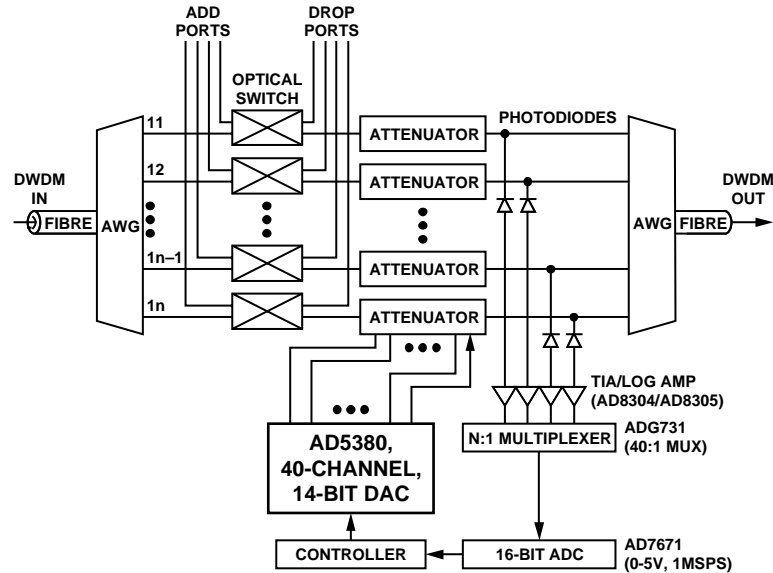 ADD
PORTS
DROP
PORTS
OPTICAL
SWITCH
PHOTODIODES
11
ATTENUATOR
12
ATTENUATOR
DWDM
IN
FIBRE
AWG
DWDM
OUT
AWG
FIBRE
1n–1
ATTENUATOR
1n
ATTENUATOR
TIA/LOG AMP
(AD8304/AD8305)
N:1 MULTIPLEXER
ADG731
(40:1 MUX)
AD5380,
40-CHANNEL,
14-BIT DAC
CONTROLLER
16-BIT ADC
AD7671
(0-5V, 1MSPS)